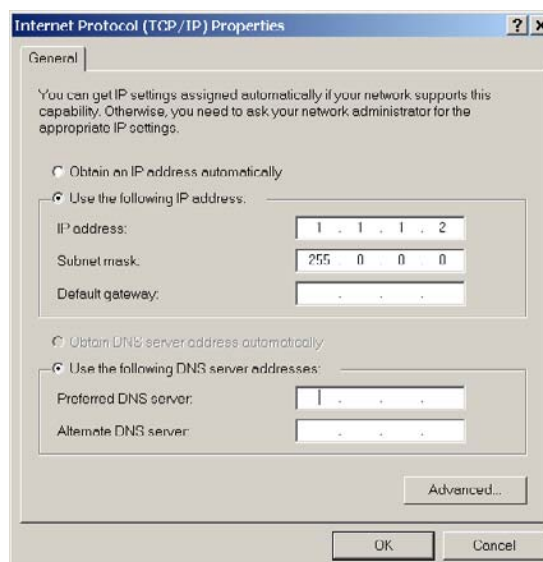 Internet Protocol (TCP/IP) Properties
General
You can get IP settings assigned automatically if your network supports this
capability. Otherwise, you need to ask your network administrator for the
appropriate IP settings.
Obtain an IP address automatically
Use the following IP address:
IP address: 1 . 1 . 1 . 2
Subnet mask: 255 . 0 . 0 . 0
Default gateway: . . .
Obtain DNS server address automatically
Use the following DNS server addresses:
Preferred DNS server: . . .
Alternate DNS server: . . .
Advanced...
OK Cancel